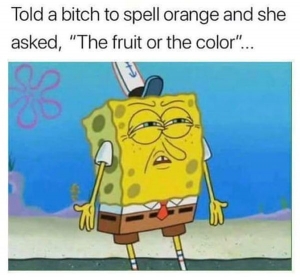 Told a bitch to spell orange and she
asked, "The fruit or the color"...